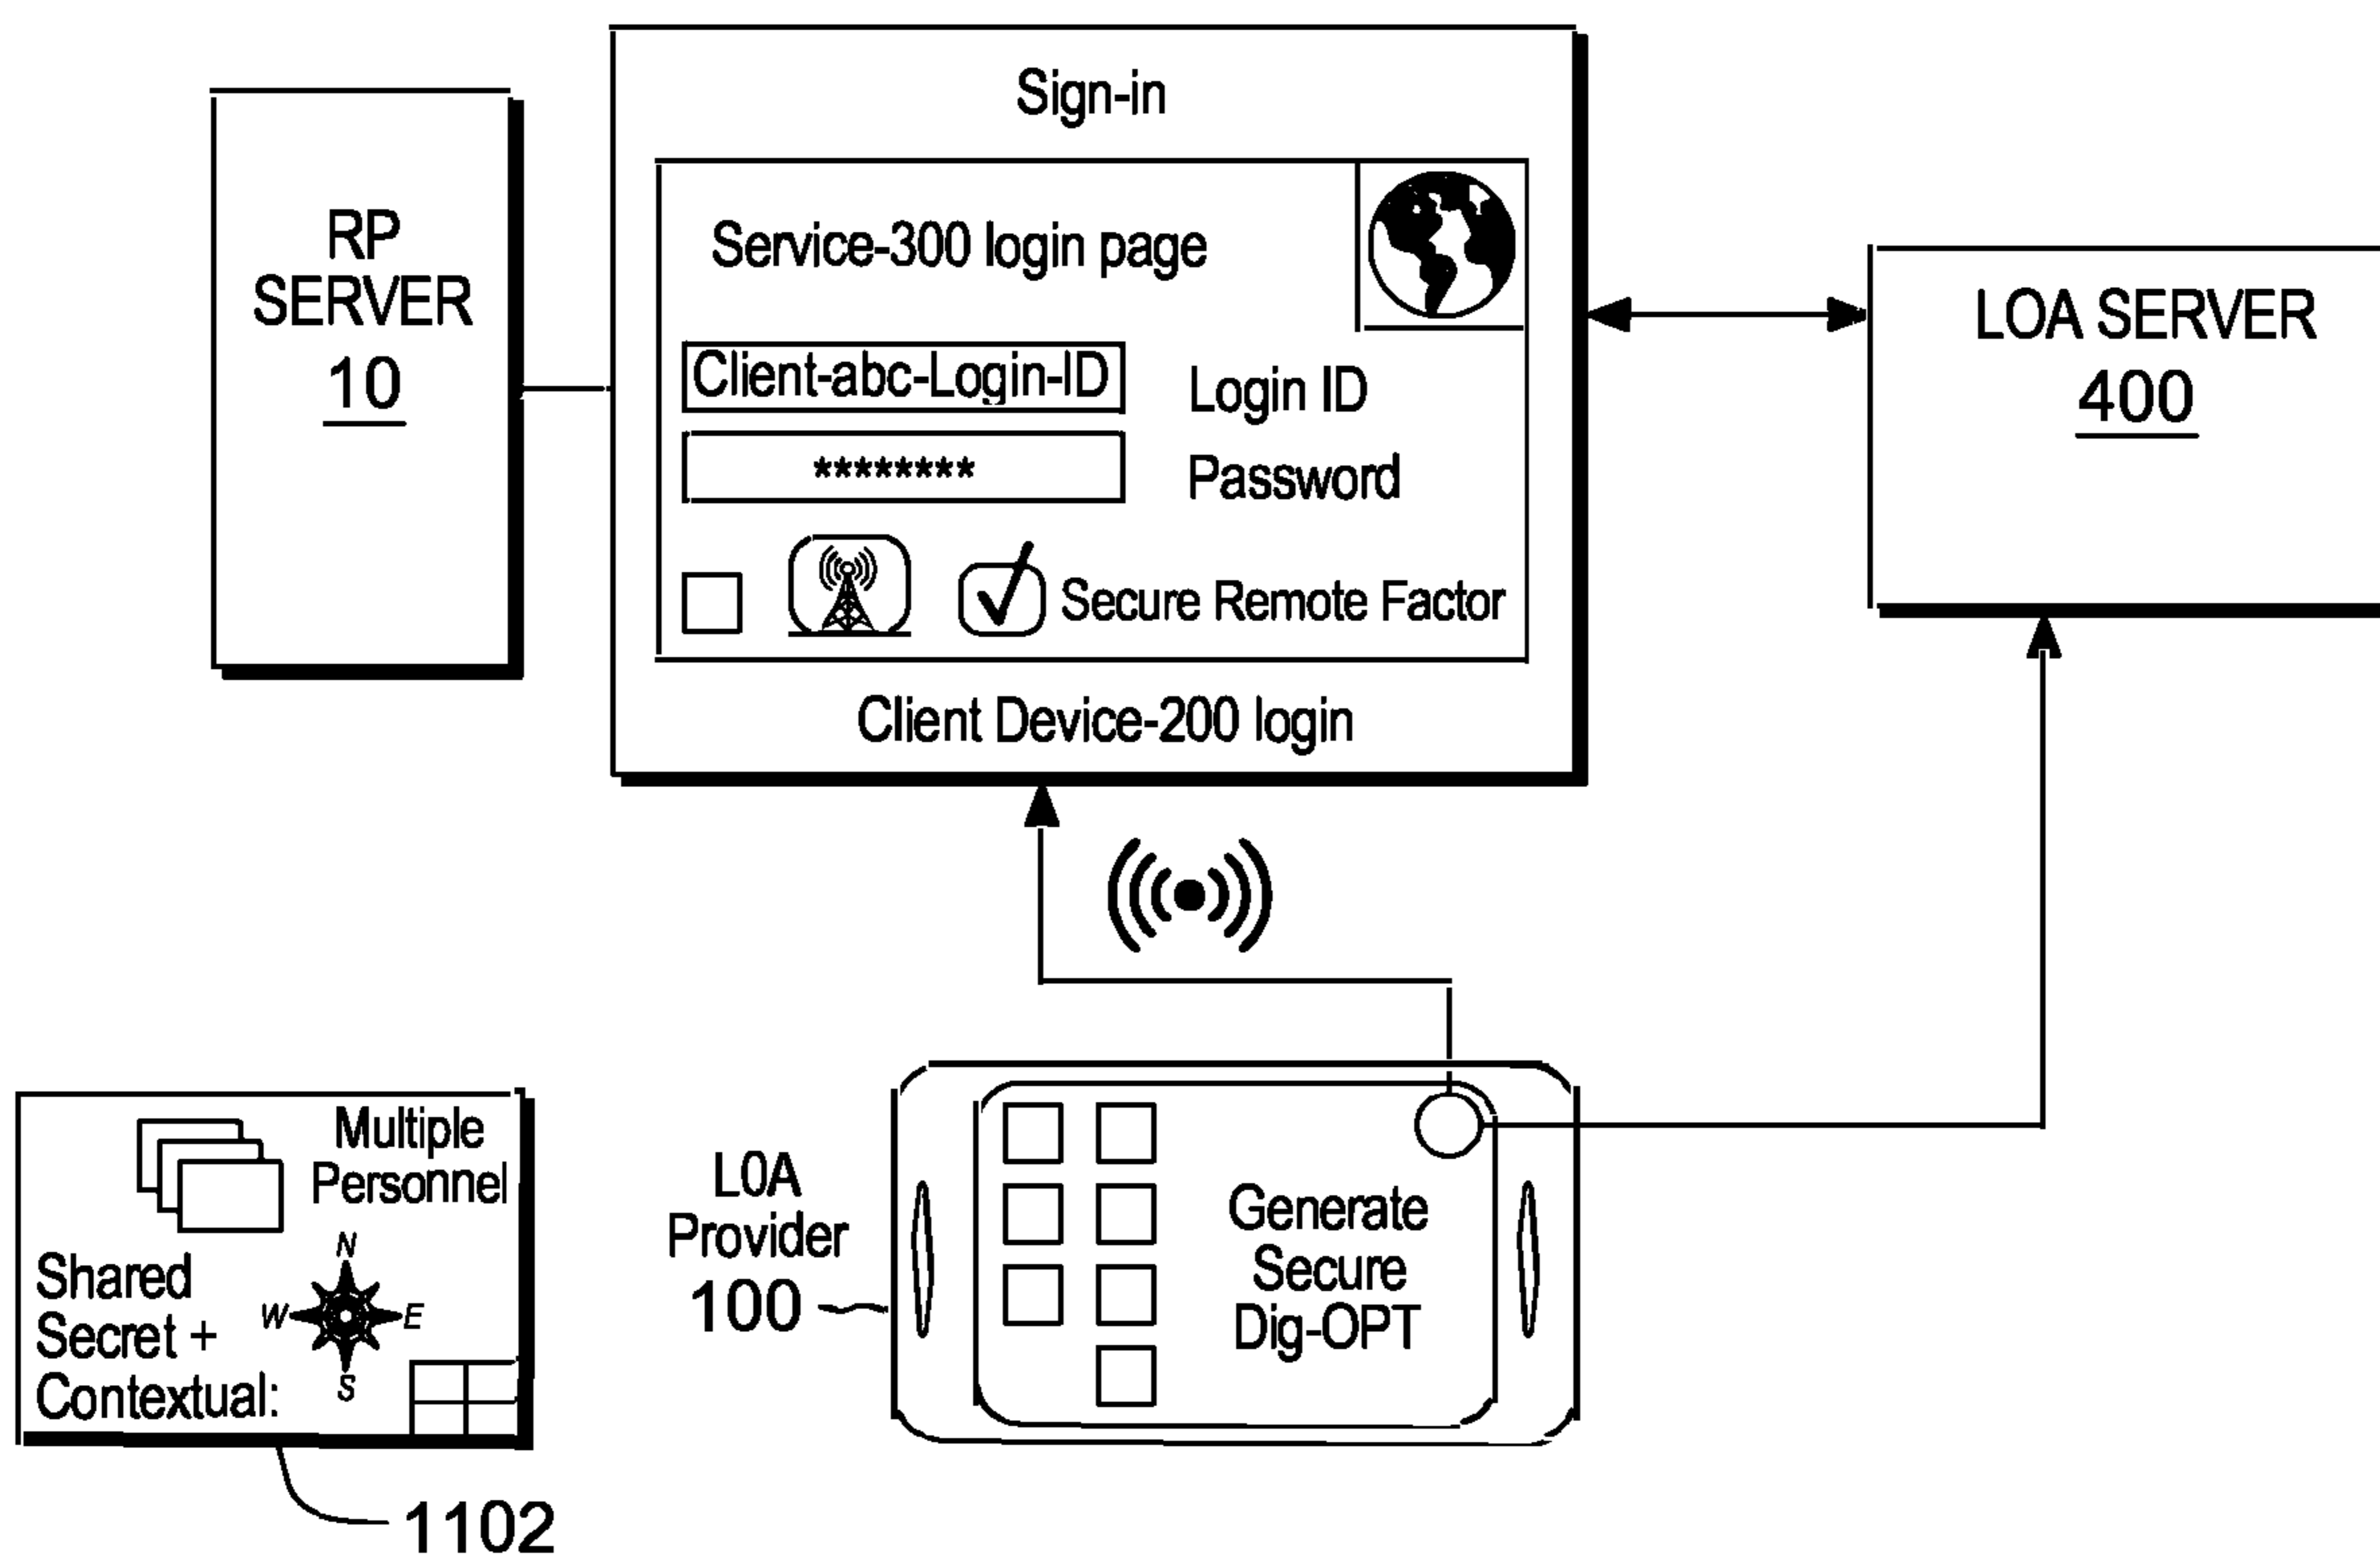 Sign-in
RP
SERVER
10
Service-300 login page
Client-abc-Login-ID
Login ID
********
Password
Secure Remote Factor
Client Device-200 login
LOA SERVER
400
Multiple
Personnel
Shared
Secret +
Contextual:
N
W
E
S
1102
L0A
Provider
100
Generate
Secure
Dig-OPT